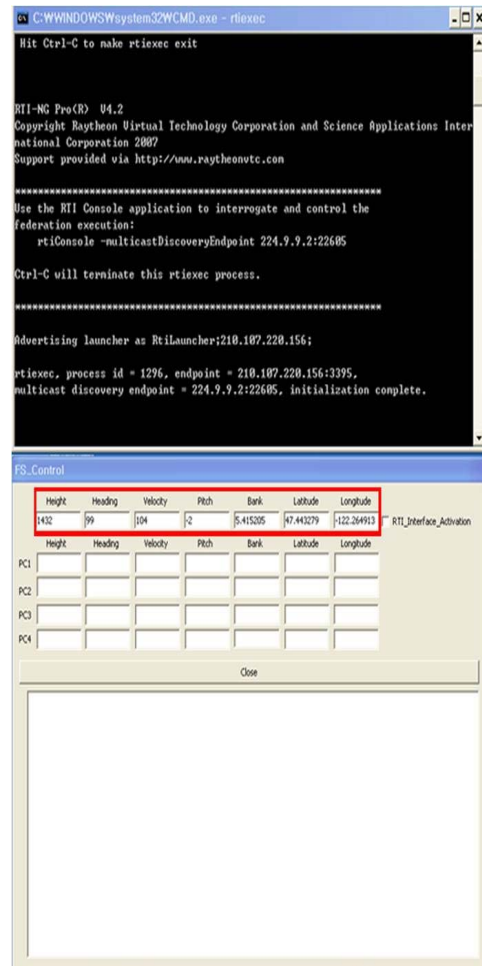 C:₩WINDOWS₩system32₩CMD.exe - rtiexec
Hit Ctrl-C to make rtiexec exit
RTI-NG Pro(R) V4.2
Copyright Raytheon Virtual Technology Corporation and Science Applications Inter
national Corporation 2007
Support provided via http://www.raytheonvtc.com
******************************************************************
Use the RTI Console application to interrogate and control the
federation execution:
rtiConsole -multicastDiscoveryEndpoint 224.9.9.2:22605
Ctrl-C will terminate this rtiexec process.
******************************************************************
Advertising launcher as RtiLauncher;210.107.220.156;
rtiexec, process id = 1296, endpoint = 210.107.220.156:3395,
multicast discovery endpoint = 224.9.9.2:22605, initialization complete.
FS_Control
Height Heading Velocity Pitch Bank Latitude Longitude
1432 99 104 -2 5.415205 47.443279 -122.264913 RTI_Interface_Activation
Height Heading Velocity Pitch Bank Latitude Longitude
PC1
PC2
PC3
PC4
Close